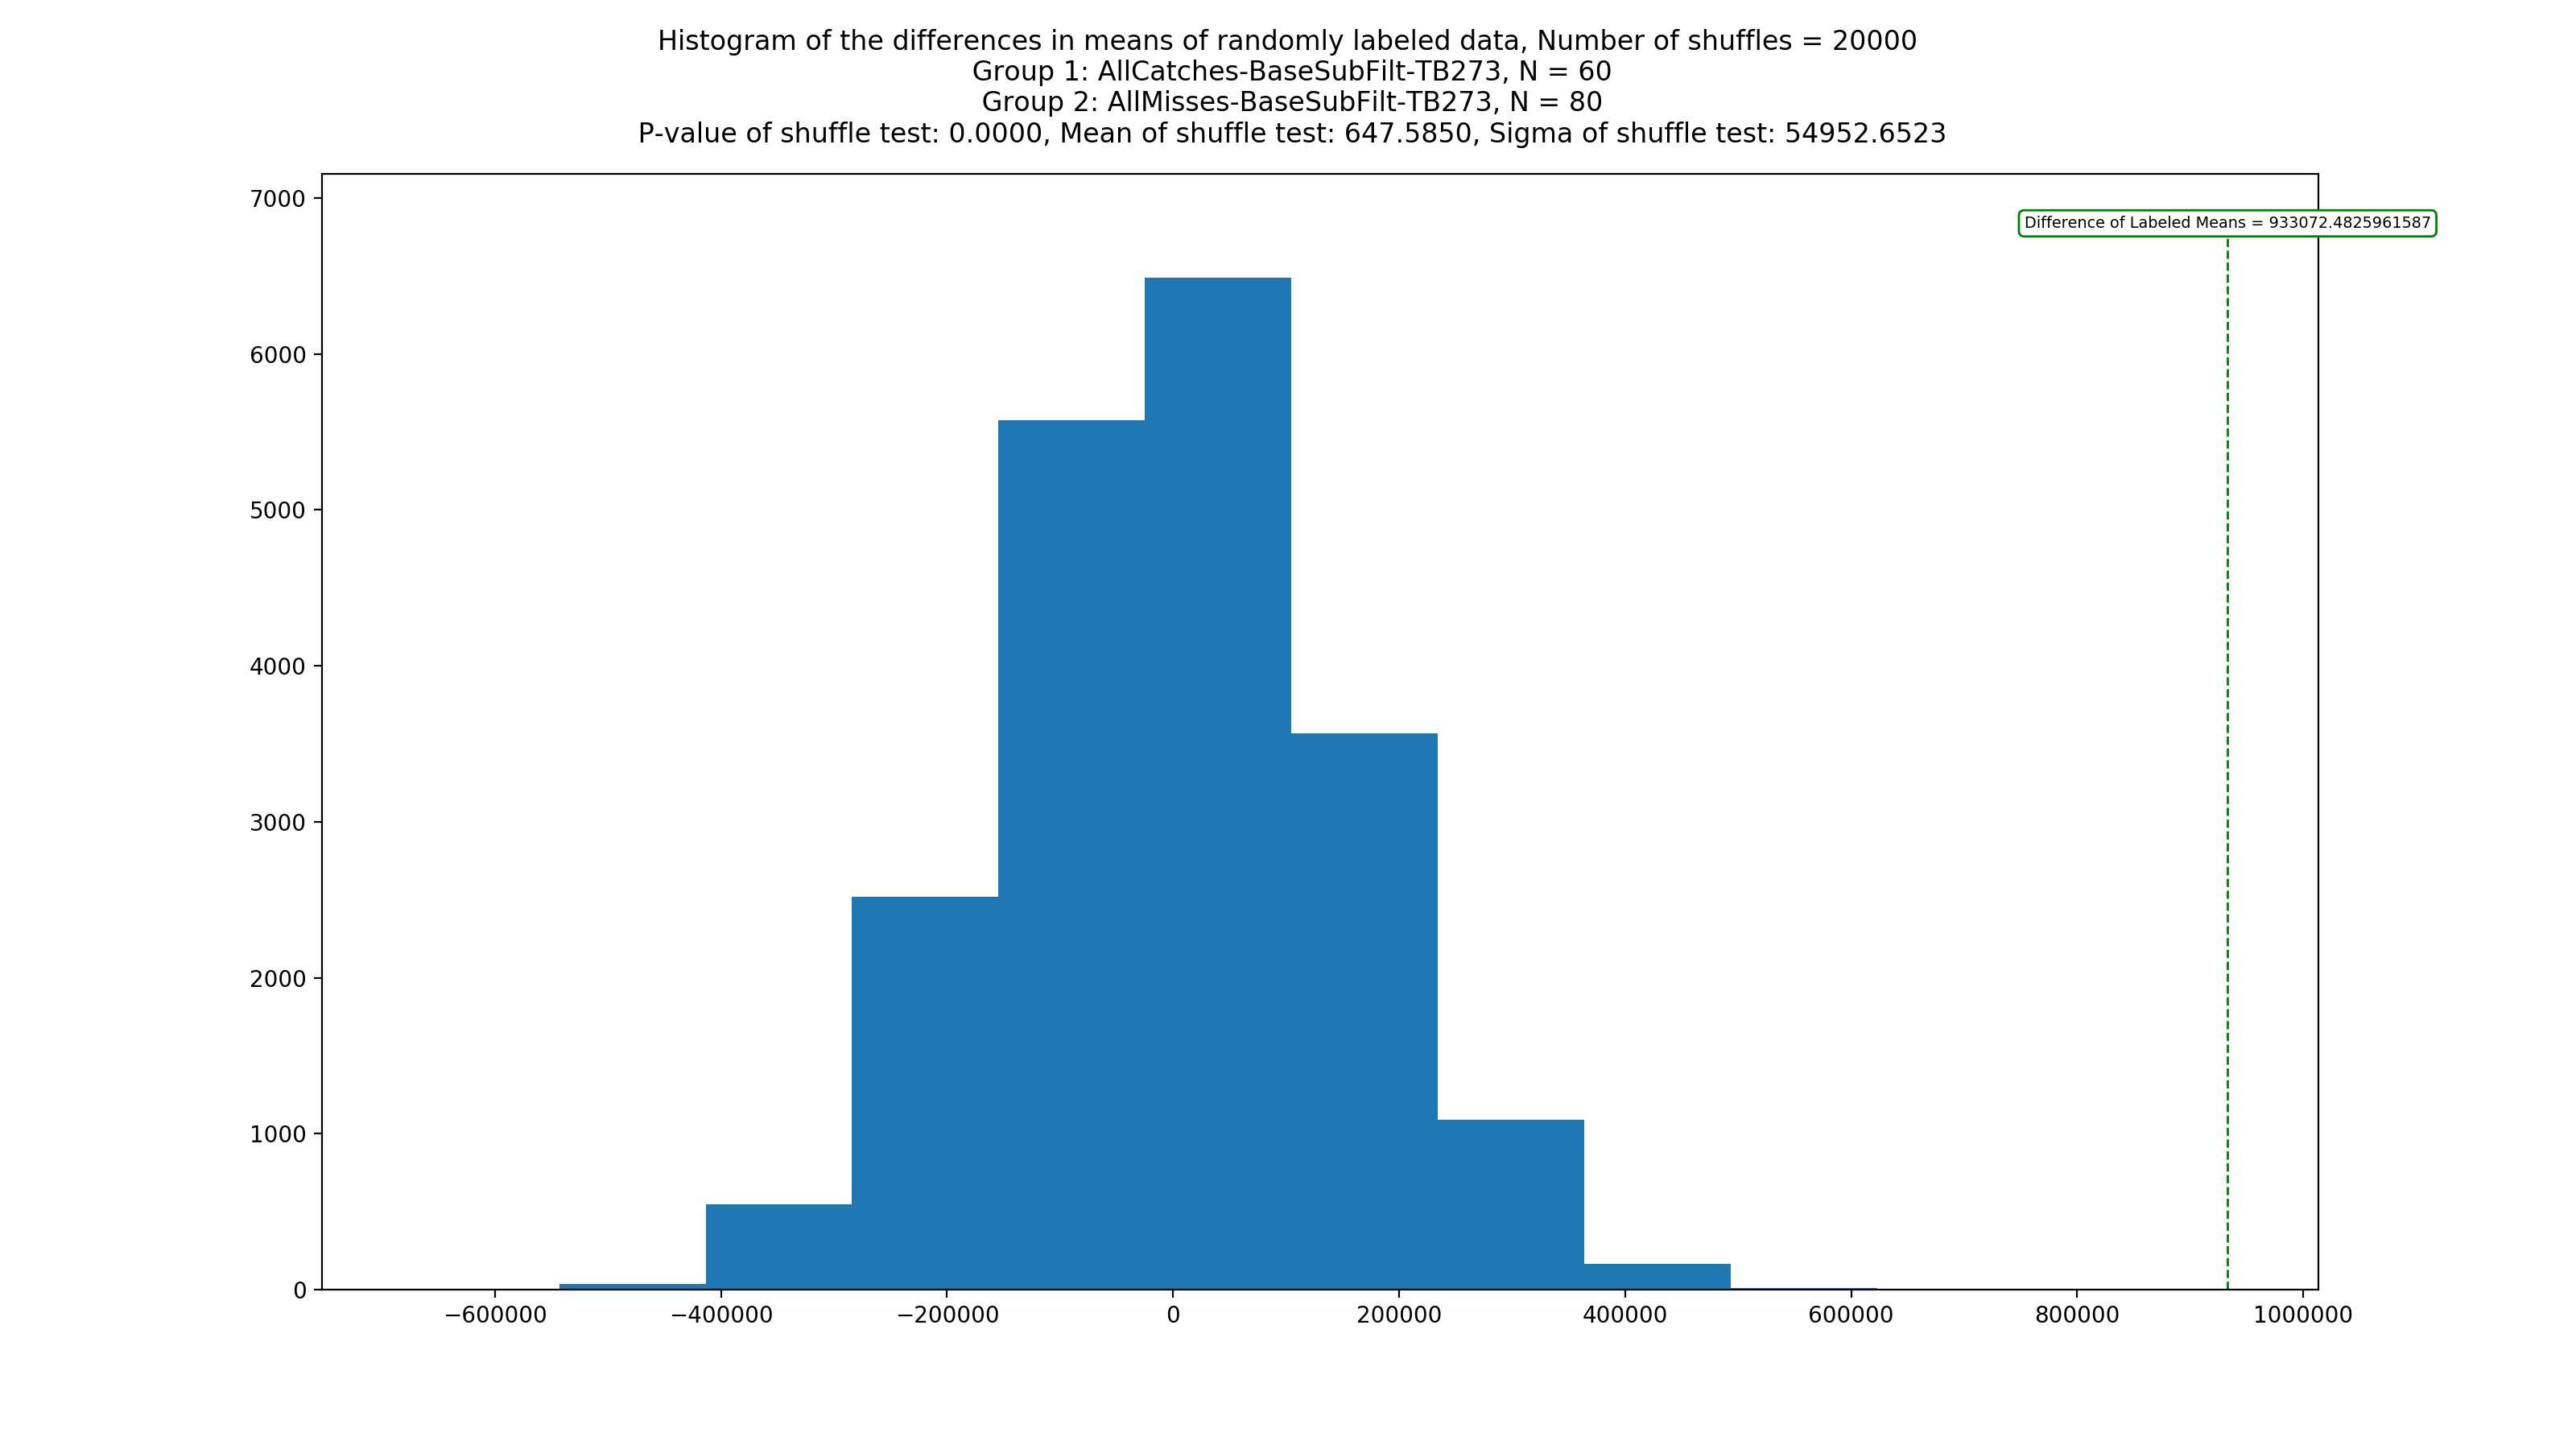 Histogram of the differences in means of randomly labeled data, Number of shuffles = 20000
Group 1: AllCatches-BaseSubFilt-TB273, N = 60
Group 2: AllMisses-BaseSubFilt-TB273, N = 80
P-value of shuffle test: 0.0000, Mean of shuffle test: 647.5850, Sigma of shuffle test: 54952.6523
7000
Difference of Labeled Means = 933072.4825961587
6000
5000
4000
3000
2000
1000
0
−600000 −400000 −200000 0 200000 400000 600000 800000 1000000